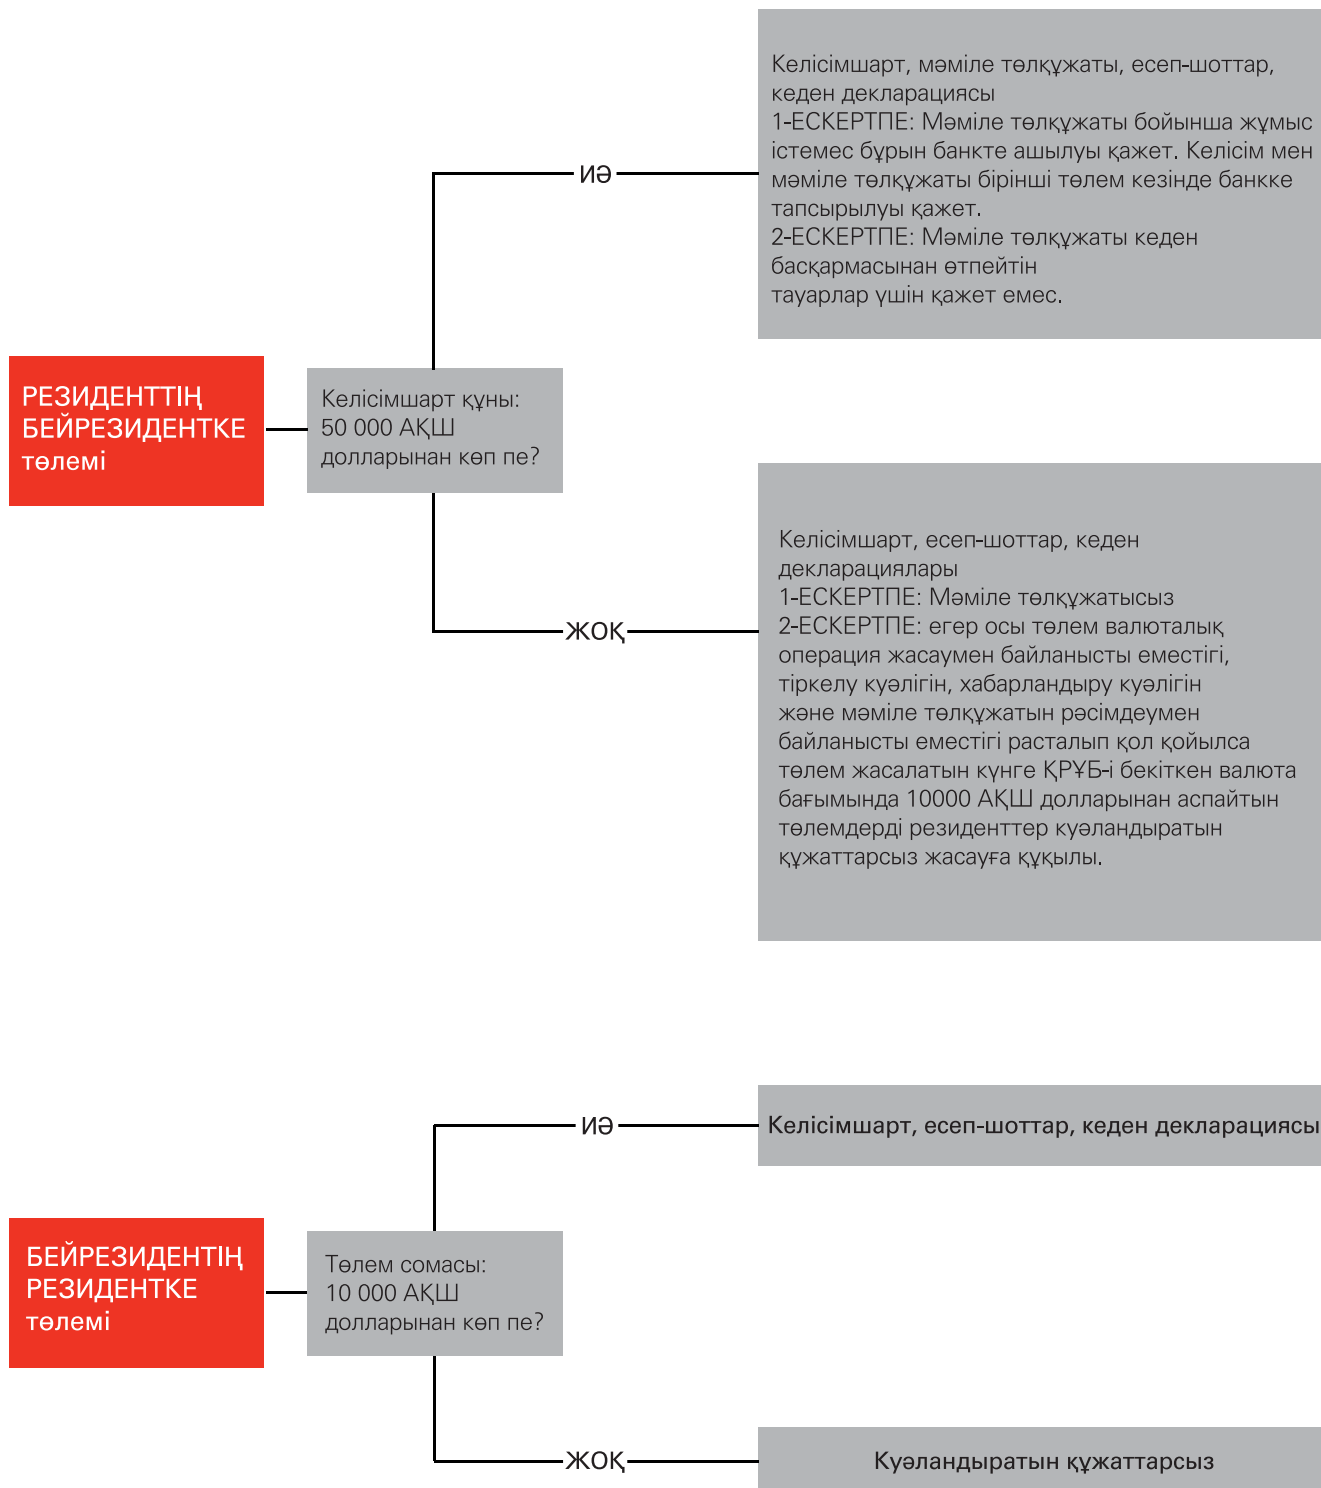 РЕЗИДЕНТТІҢ
БЕЙРЕЗИДЕНТКЕ
төлемі
Келісімшарт құны:
50 000 АҚШ
долларынан көп пе?
ИӘ
Келісімшарт, мәміле төлқұжаты, есеп-шоттар,
кеден декларациясы
1-ЕСКЕРТПЕ: Мәміле төлқұжаты бойынша жұмыс
істемес бұрын банкте ашылуы қажет. Келісім мен
мәміле төлқұжаты бірінші төлем кезінде банкке
тапсырылуы қажет.
2-ЕСКЕРТПЕ: Мәміле төлқұжаты кеден
басқармасынан өтпейтін
тауарлар үшін қажет емес.
ЖОҚ
Келісімшарт, есеп-шоттар, кеден
декларациялары
1-ЕСКЕРТПЕ: Мәміле төлқұжатысыз
2-ЕСКЕРТПЕ: егер осы төлем валюталық
операция жасаумен байланысты еместігі,
тіркелу куәлігін, хабарландыру куәлігін
және мәміле төлқұжатын рәсімдеумен
байланысты еместігі расталып қол қойылса
төлем жасалатын күнге ҚРҰБ-і бекіткен валюта
бағымында 10000 АҚШ долларынан аспайтын
төлемдерді резиденттер куәландыратын
құжаттарсыз жасауға құқылы.
БЕЙРЕЗИДЕНТІҢ
РЕЗИДЕНТКЕ
төлемі
Төлем сомасы:
10 000 АҚШ
долларынан көп пе?
ИӘ
Келісімшарт, есеп-шоттар, кеден декларациясы
ЖОҚ
Куәландыратын құжаттарсыз